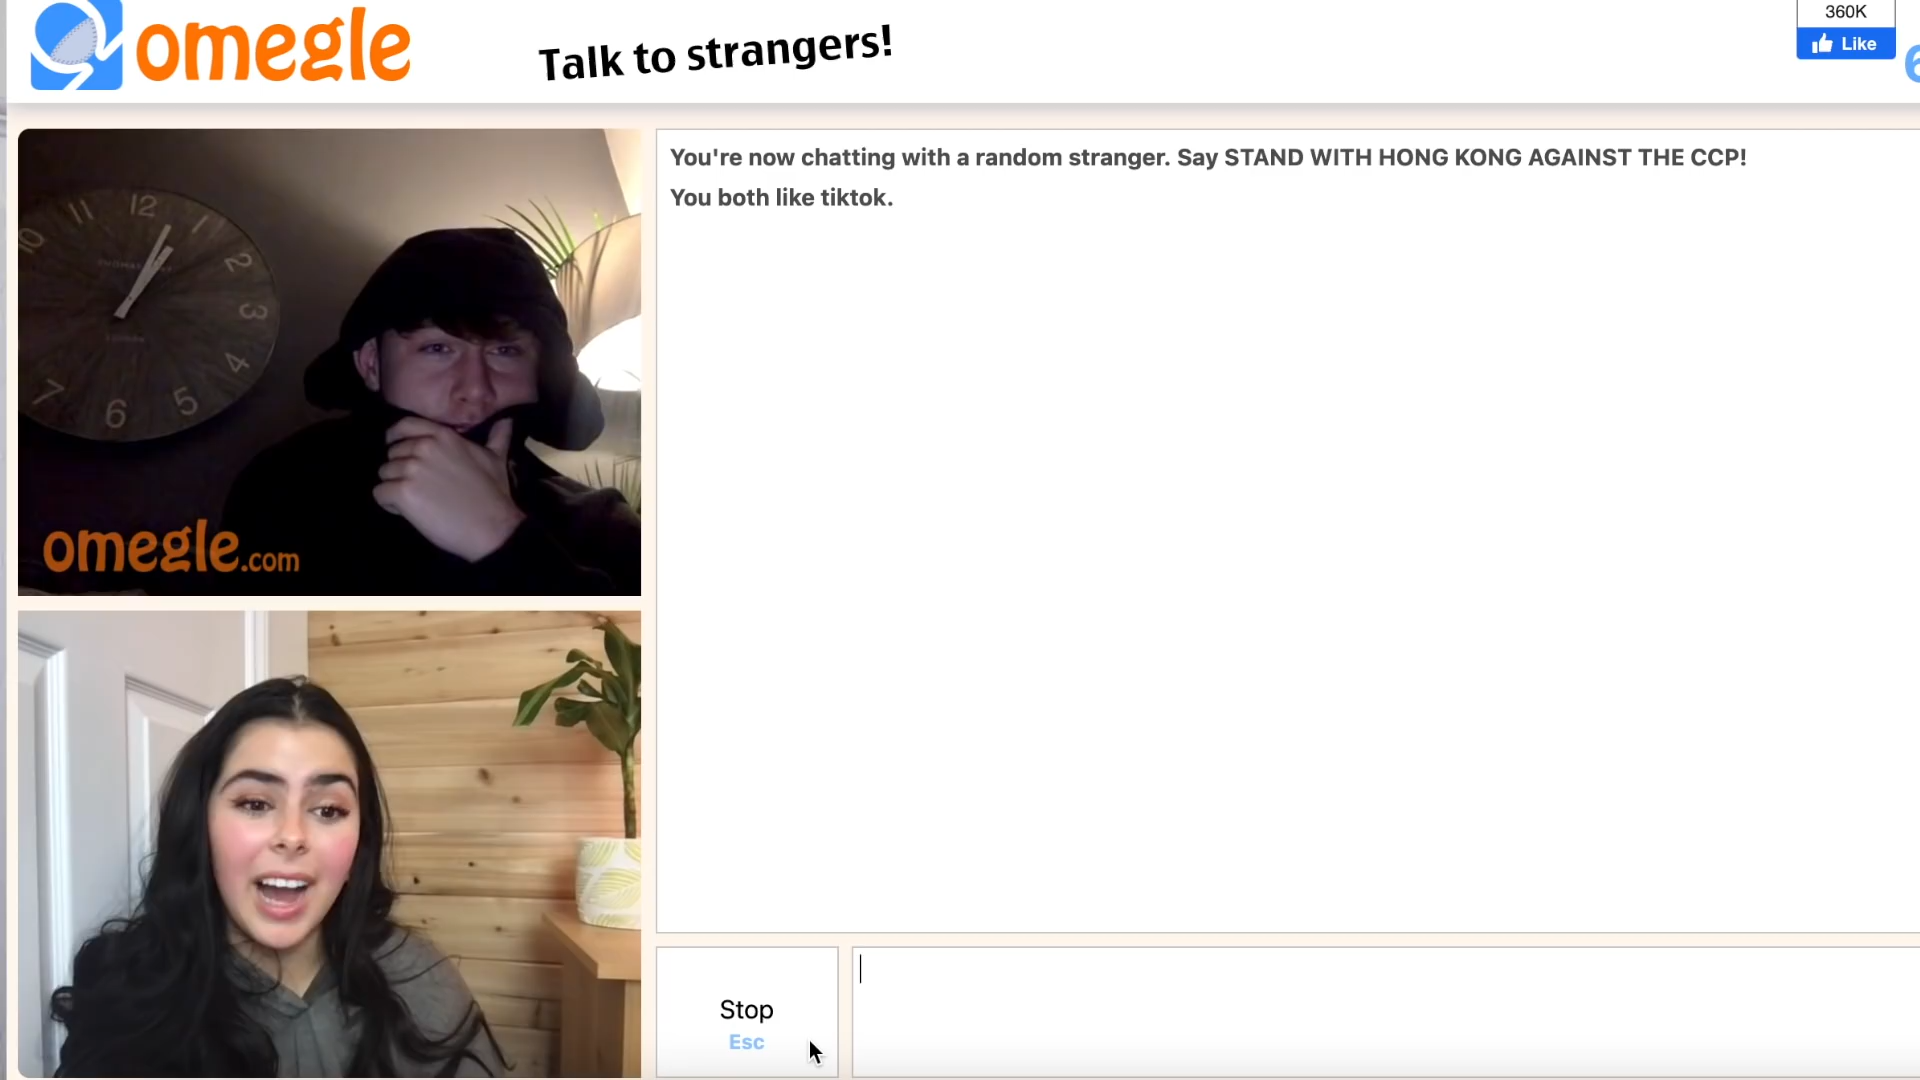 omegle
Talk to strangers!
360K
Like
6
11 12 1
10
2
3
4
7
6
5
omegle.com
You're now chatting with a random stranger. Say STAND WITH HONG KONG AGAINST THE CCP!
You both like tiktok.
Stop
Esc